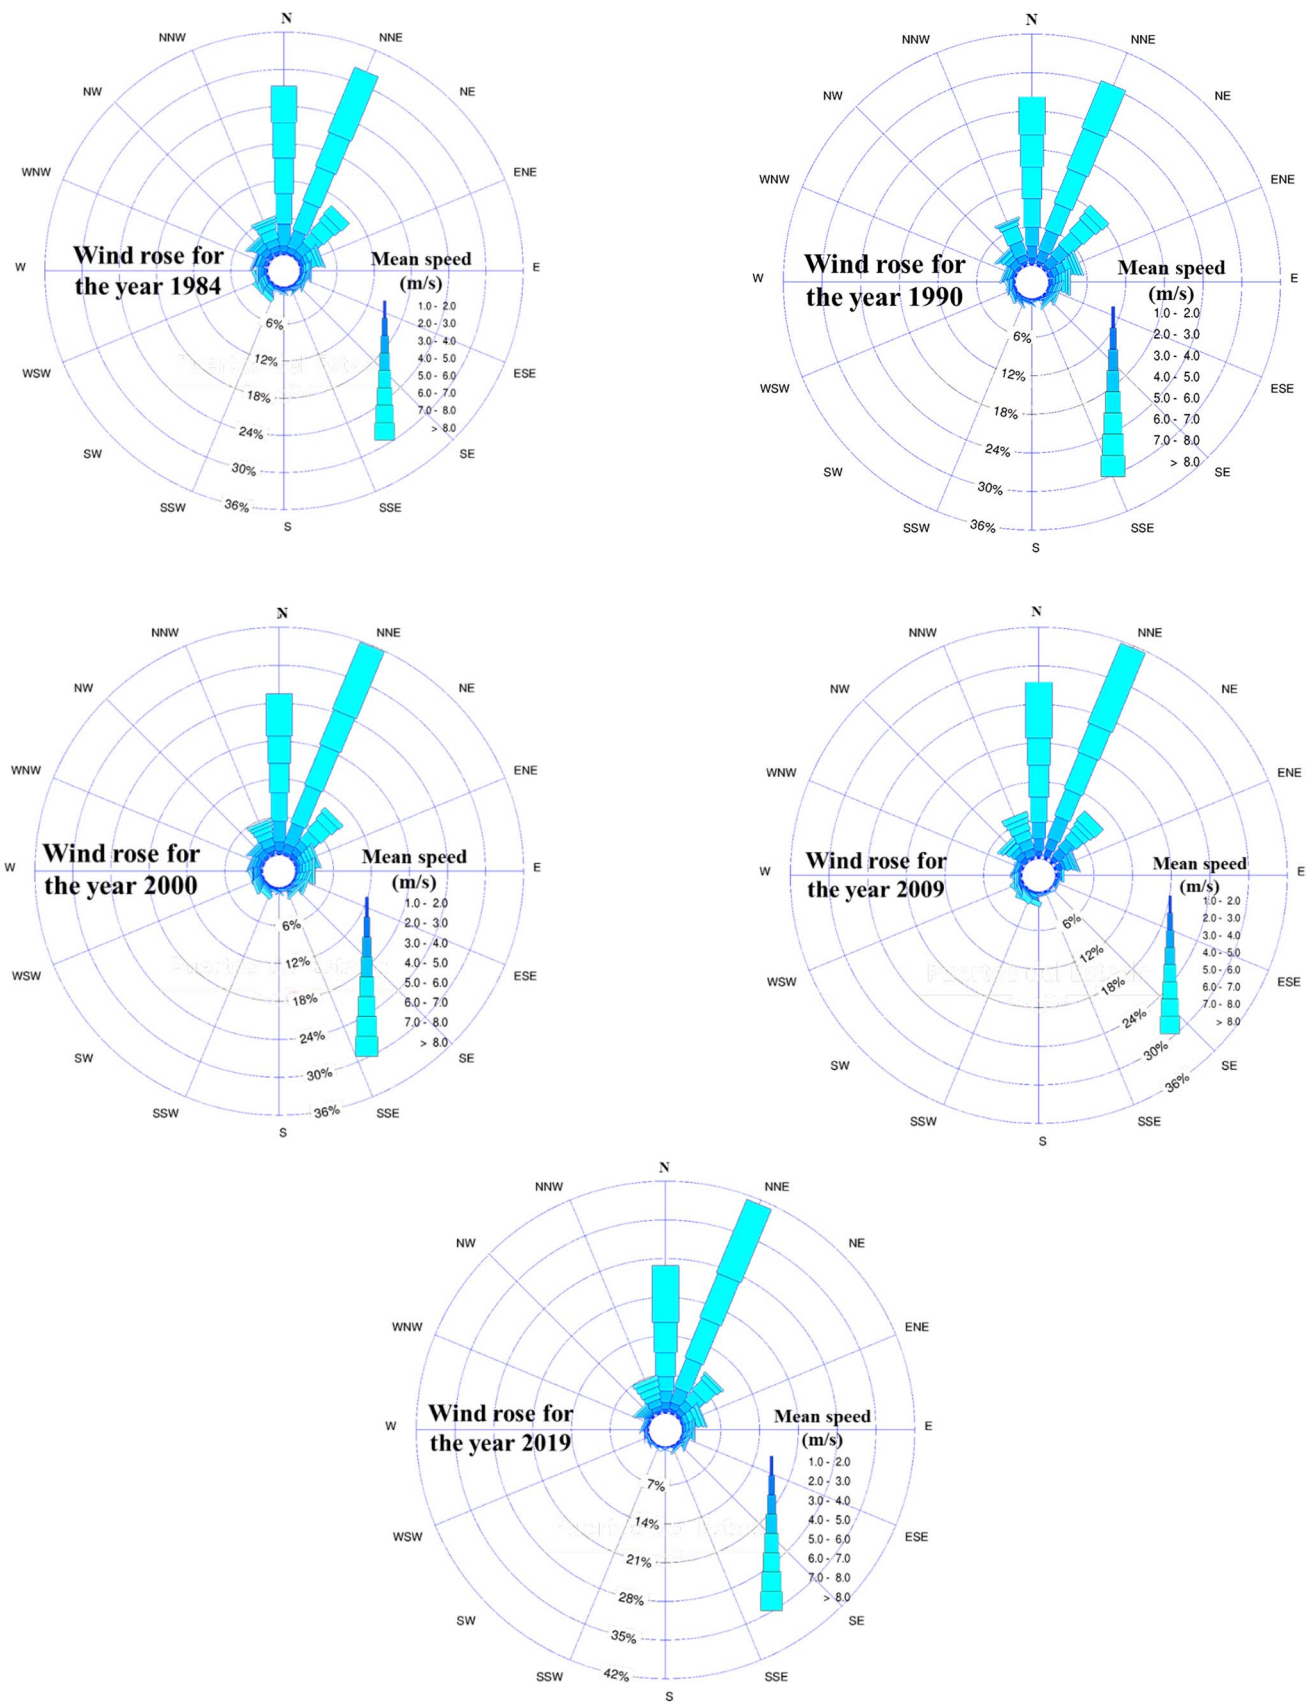 N
NNW NNE
NW NE
WNW ENE
Wind rose for
the year 1984
Mean speed
(m/s)
W E
1.0 - 2.0
2.0 - 3.0
3.0 - 4.0
4.0 - 5.0
5.0 - 6.0
6.0 - 7.0
7.0 - 8.0
> 8.0
6%
12%
18%
24%
30%
36%
WSW ESE
SW SE
SSW SSE
S
N
NNW NNE
NW NE
WNW ENE
Wind rose for
the year 1990
Mean speed
(m/s)
W E
1.0 - 2.0
2.0 - 3.0
3.0 - 4.0
4.0 - 5.0
5.0 - 6.0
6.0 - 7.0
7.0 - 8.0
> 8.0
6%
12%
18%
24%
30%
36%
WSW ESE
SW SE
SSW SSE
S
N
NNW NNE
NW NE
WNW ENE
Wind rose for
the year 2000
Mean speed
(m/s)
W E
1.0 - 2.0
2.0 - 3.0
3.0 - 4.0
4.0 - 5.0
5.0 - 6.0
6.0 - 7.0
7.0 - 8.0
> 8.0
6%
12%
18%
24%
30%
36%
WSW ESE
SW SE
SSW SSE
S
N
NNW NNE
NW NE
WNW ENE
Wind rose for
the year 2009
Mean speed
(m/s)
W E
1.0 - 2.0
2.0 - 3.0
3.0 - 4.0
4.0 - 5.0
5.0 - 6.0
6.0 - 7.0
7.0 - 8.0
> 8.0
6%
12%
18%
24%
30%
36%
WSW ESE
SW SE
SSW SSE
S
N
NNW NNE
NW NE
WNW ENE
Wind rose for
the year 2019
Mean speed
(m/s)
W E
1.0 - 2.0
2.0 - 3.0
3.0 - 4.0
4.0 - 5.0
5.0 - 6.0
6.0 - 7.0
7.0 - 8.0
> 8.0
7%
14%
21%
28%
35%
42%
WSW ESE
SW SE
SSW SSE
S